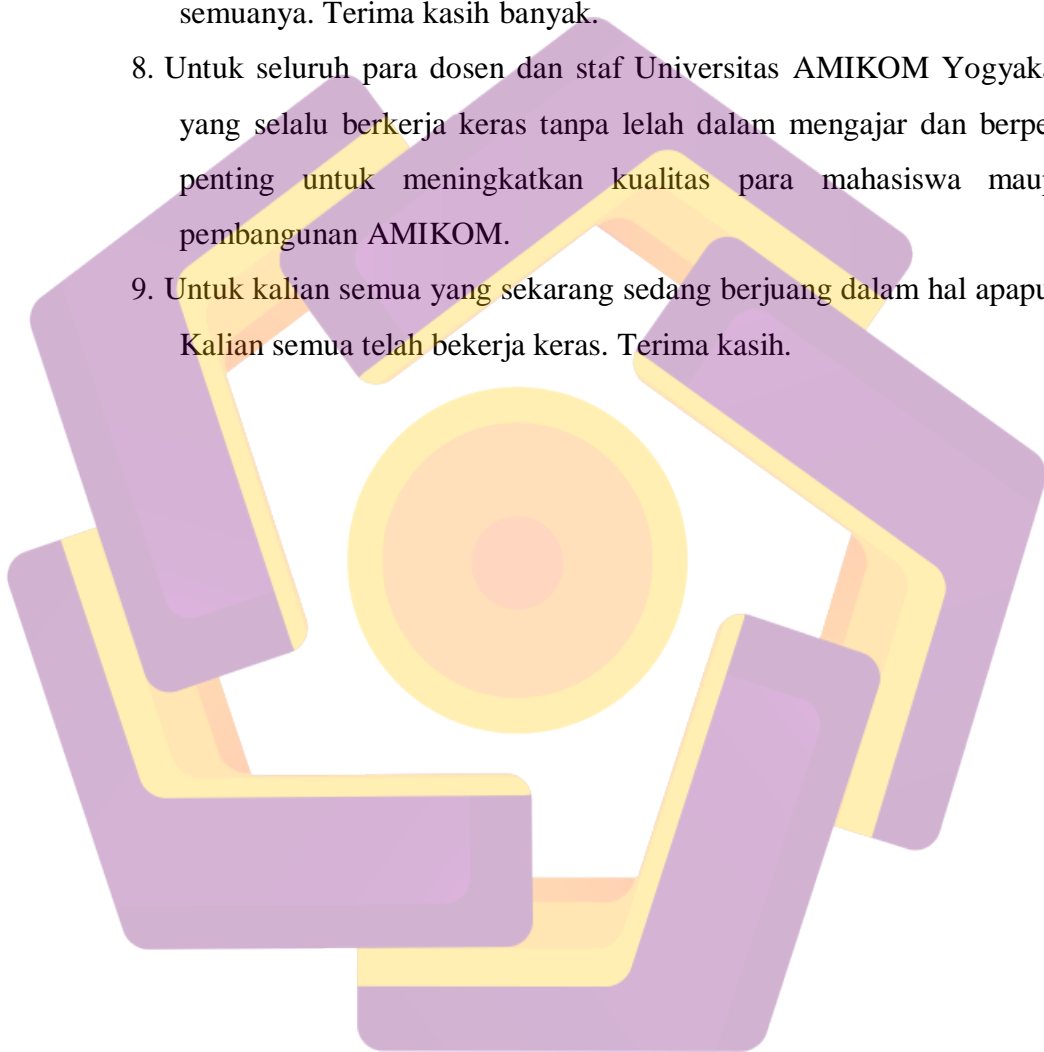 semuanya. Terima kasih banyak.
8. Untuk seluruh para dosen dan staf Universitas AMIKOM
yang selalu berkerja keras tanpa lelah dalam mengajar dan
penting untuk meningkatkan kualitas para mahasiswa
pembangunan AMIKOM.
9. Untuk kalian semua yang sekarang sedang berjuang dalam hal
Kalian semua telah bekerja keras. Terima kasih.